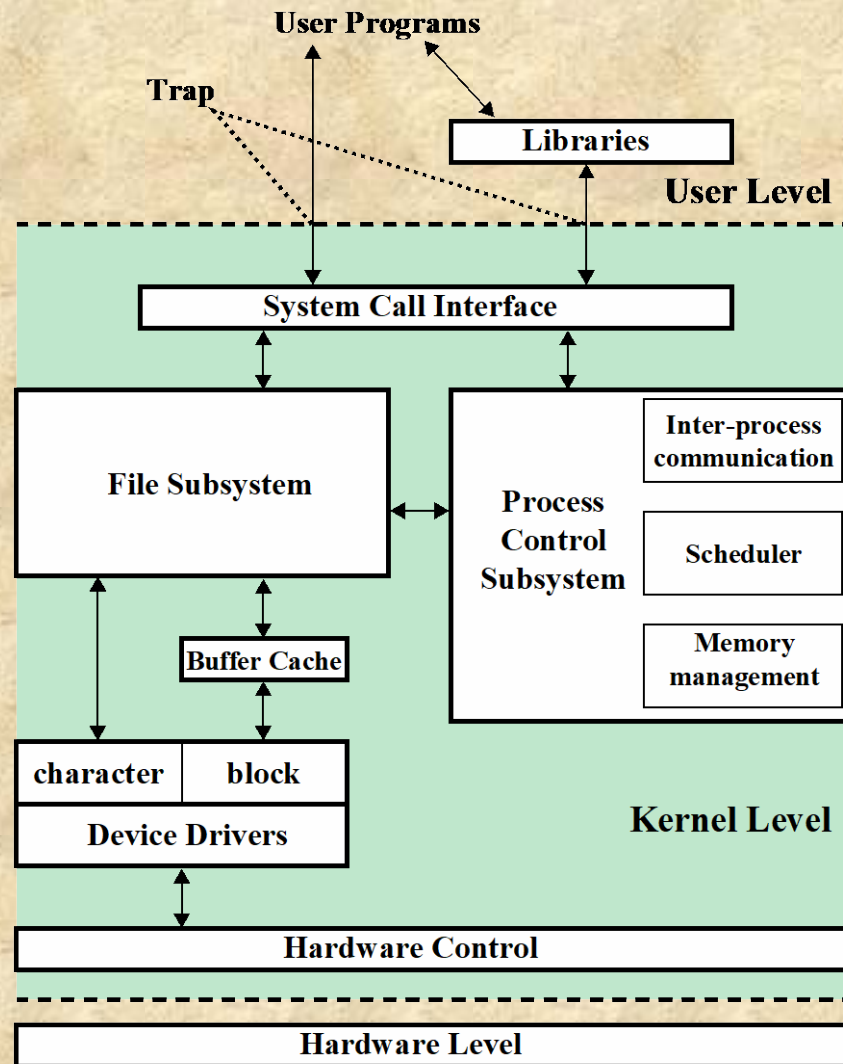 User Programs
Trap
Libraries
User Level
System Call Interface
File Subsystem
Process
Control
Subsystem
Inter-process
communication
Scheduler
Memory
management
Buffer Cache
character
block
Device Drivers
Kernel Level
Hardware Control
Hardware Level